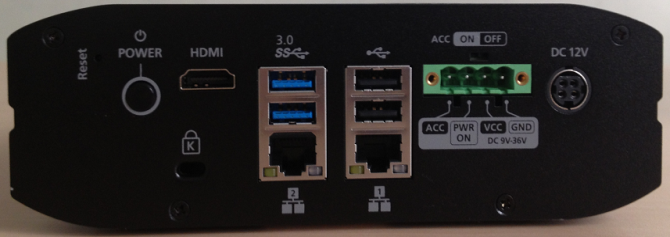 Reset
POWER
HDMI
3.0
SS
ACC ON OFF
DC 12V
K
ACC PWR ON VCC GND
DC 9V-36V
2
1